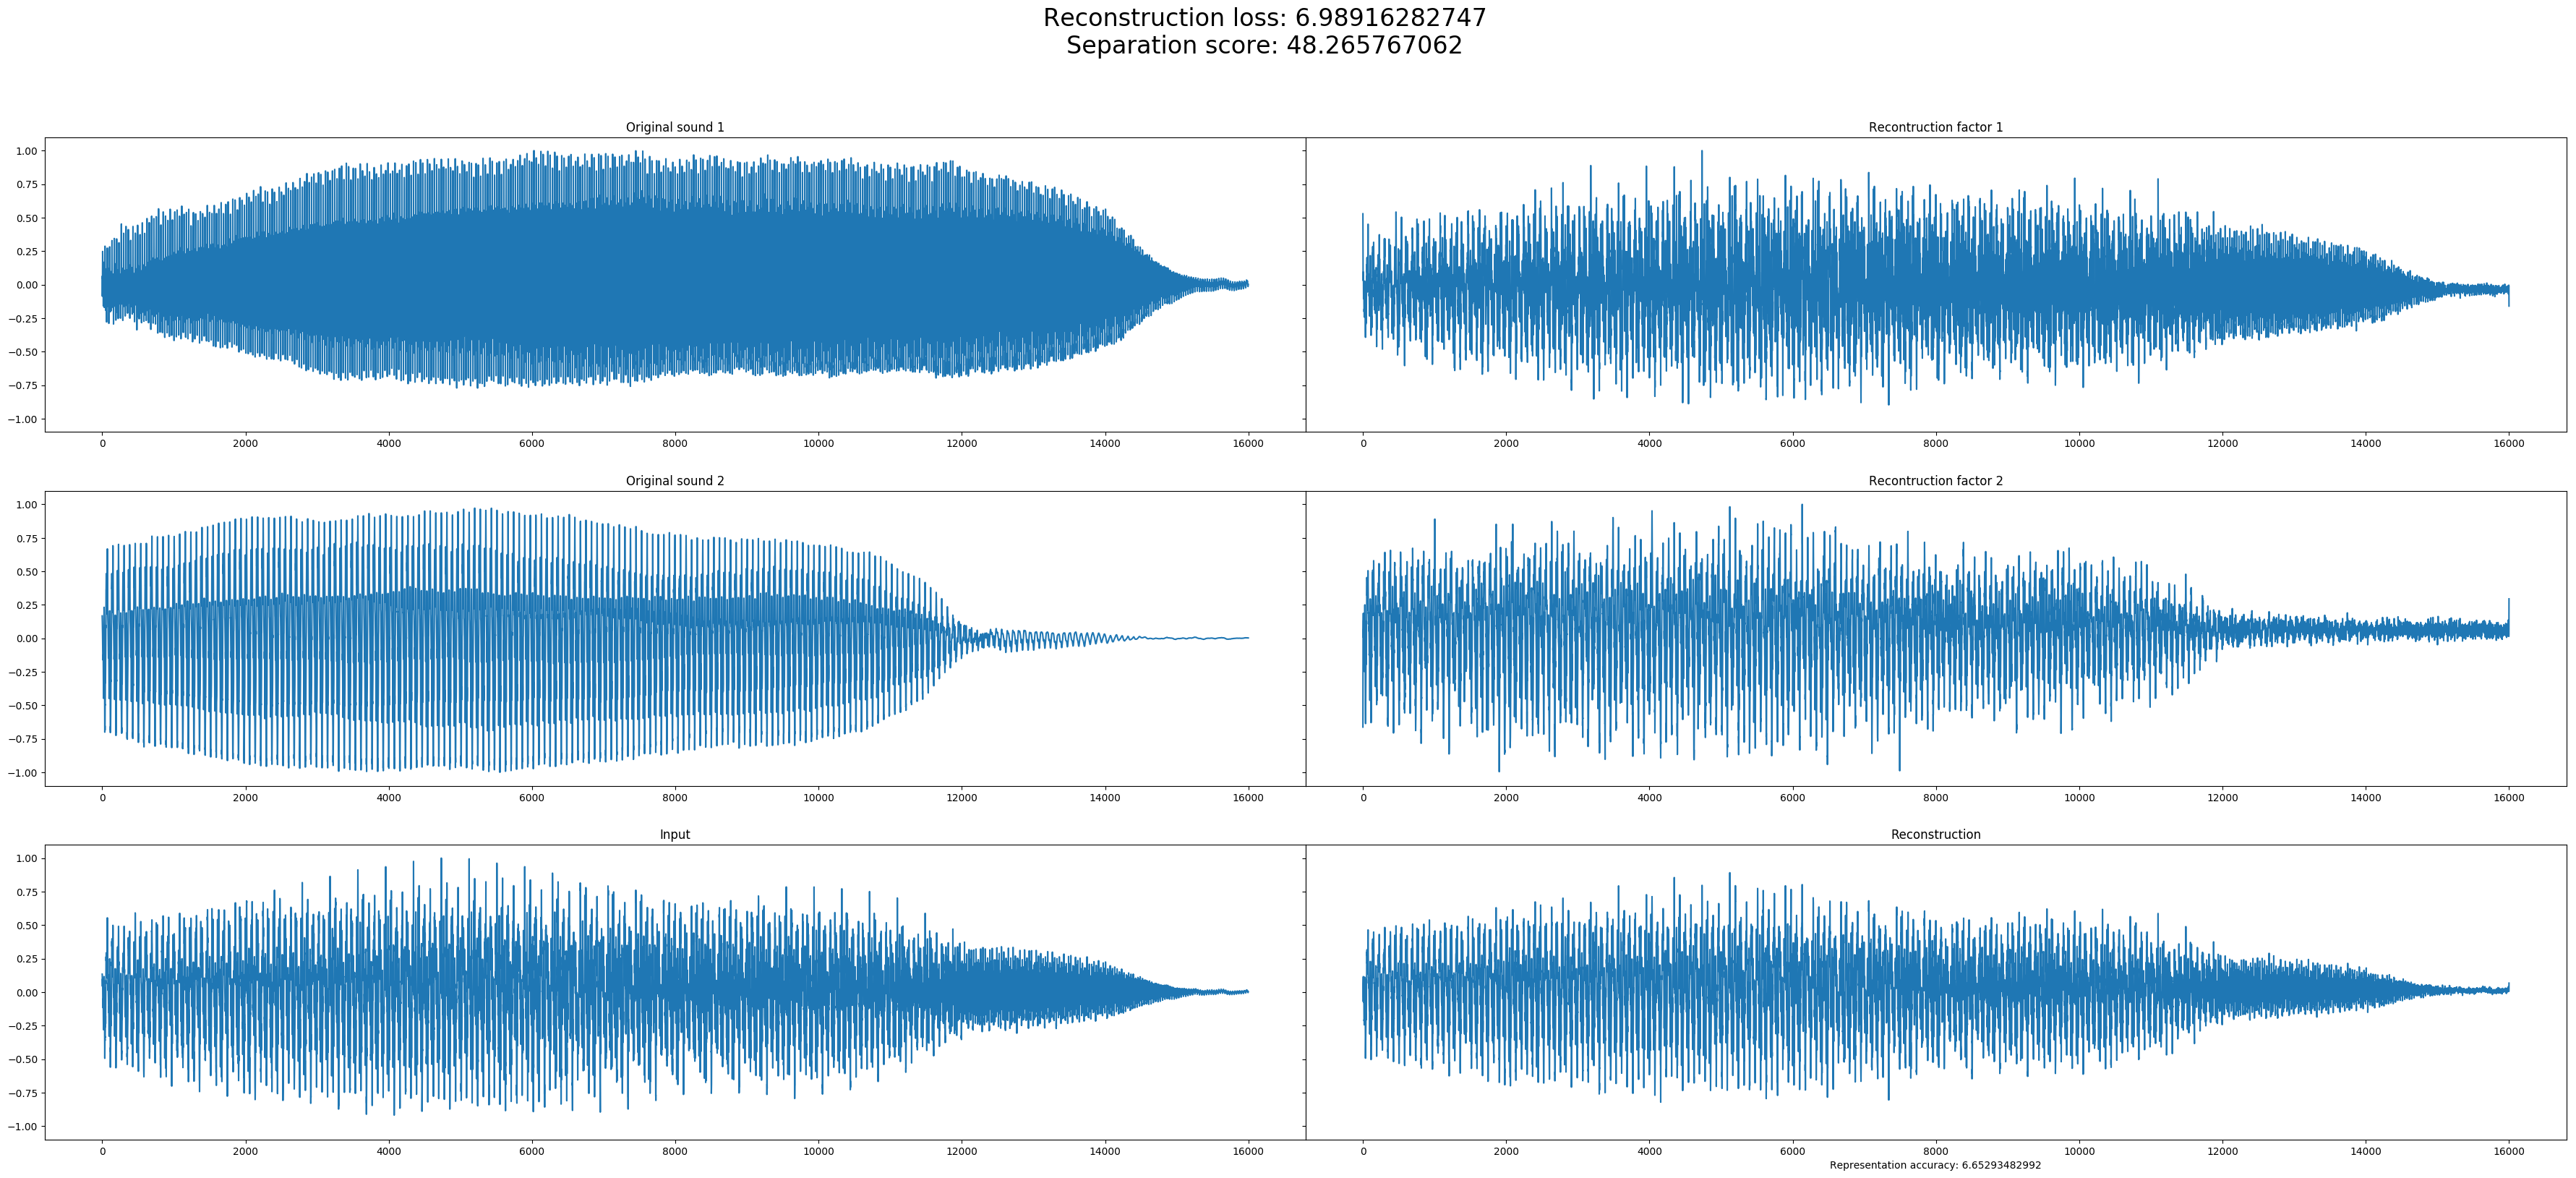 Reconstruction loss: 6.98916282747
Separation score: 48.265767062
Original sound 1
Recontruction factor 1
1.00
0.75
0.50
0.25
0.00
−0.25
−0.50
−0.75
−1.00
0 2000 4000 6000 8000 10000 12000 14000 16000
0 2000 4000 6000 8000 10000 12000 14000 16000
Original sound 2
Recontruction factor 2
1.00
0.75
0.50
0.25
0.00
−0.25
−0.50
−0.75
−1.00
0 2000 4000 6000 8000 10000 12000 14000 16000
0 2000 4000 6000 8000 10000 12000 14000 16000
Input
Reconstruction
1.00
0.75
0.50
0.25
0.00
−0.25
−0.50
−0.75
−1.00
0 2000 4000 6000 8000 10000 12000 14000 16000
0 2000 4000 6000 8000 10000 12000 14000 16000
Representation accuracy: 6.65293482992